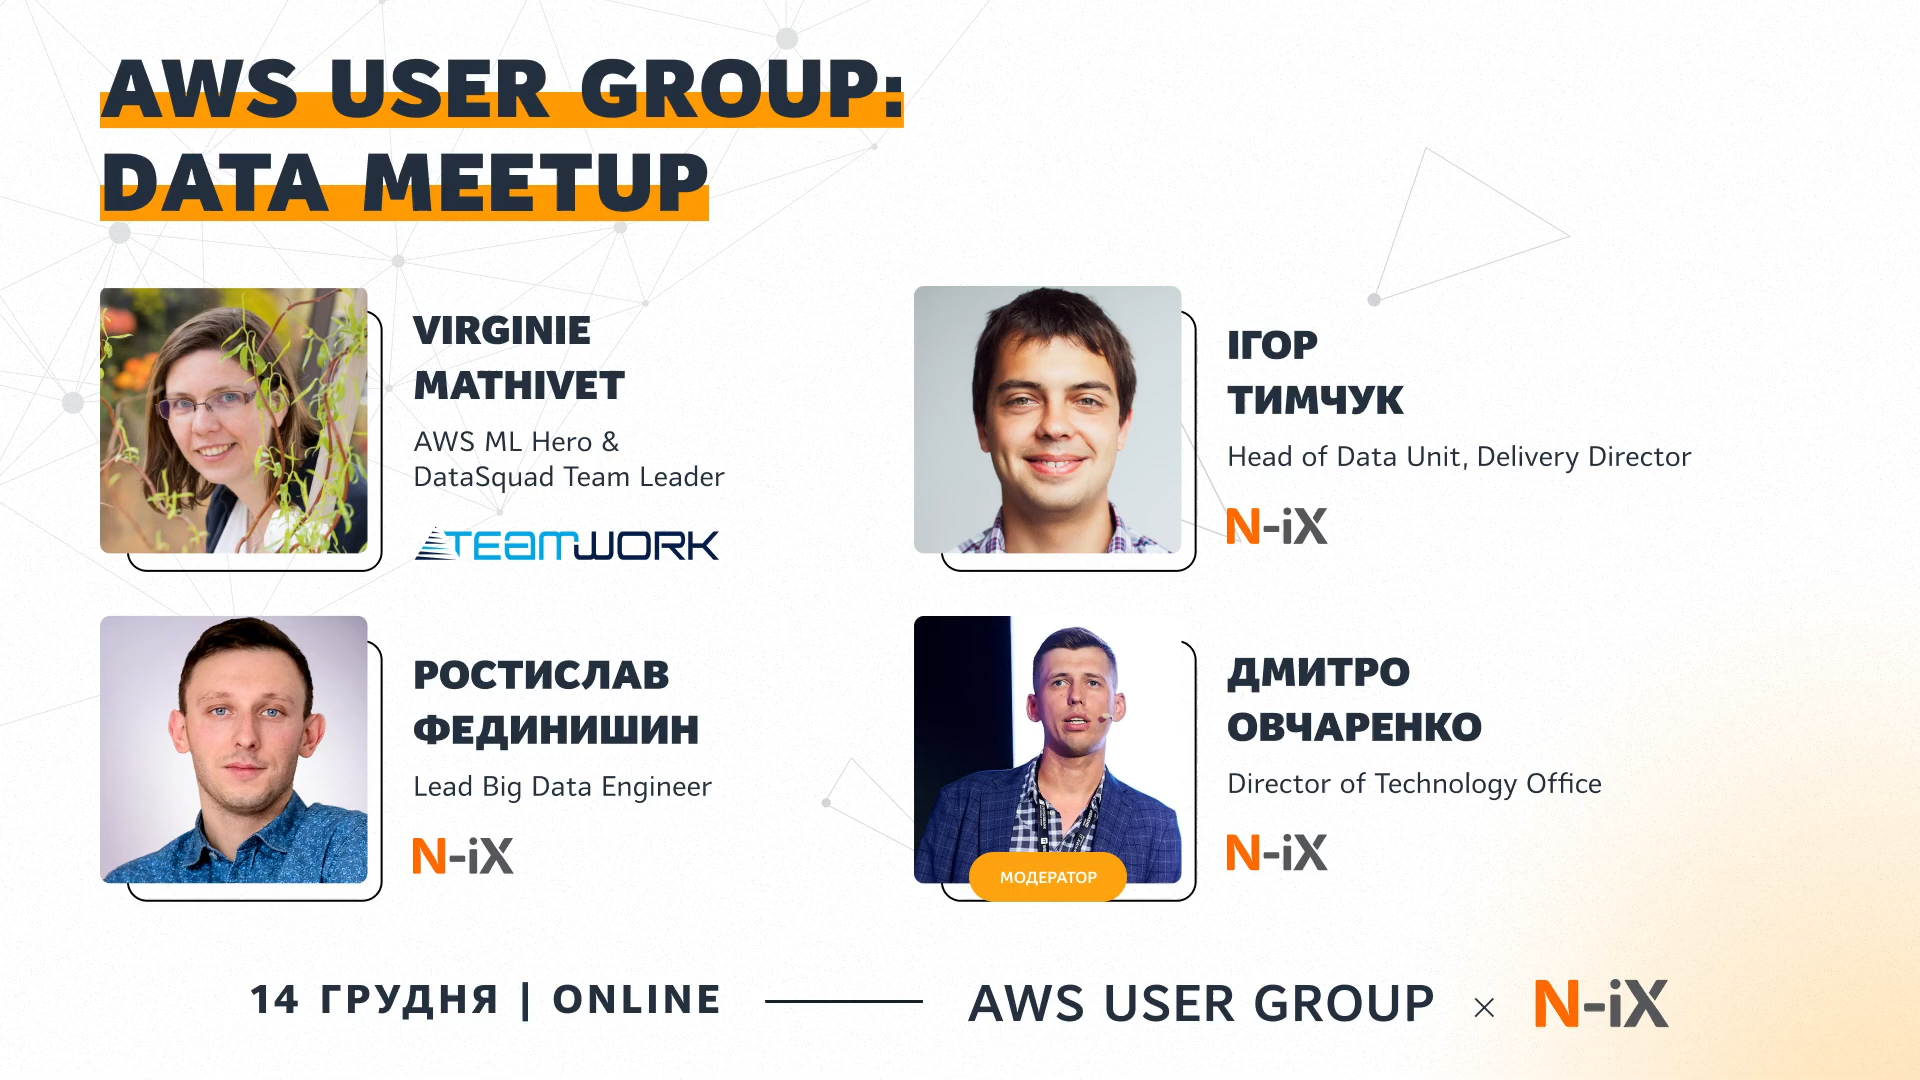 AWS USER GROUP:
DATA MEETUP
VIRGINIE
MATHIVET
AWS ML Hero &
DataSquad Team Leader
TEAMWORK
ІГОР
ТИМЧУК
Head of Data Unit, Delivery Director
N-iX
РОСТИСЛАВ
ФЕДИНИШИН
Lead Big Data Engineer
N-iX
ДМИТРО
ОВЧАРЕНКО
Director of Technology Office
N-iX
МОДЕРАТОР
14 ГРУДНЯ | ONLINE
AWS USER GROUP × N-iX